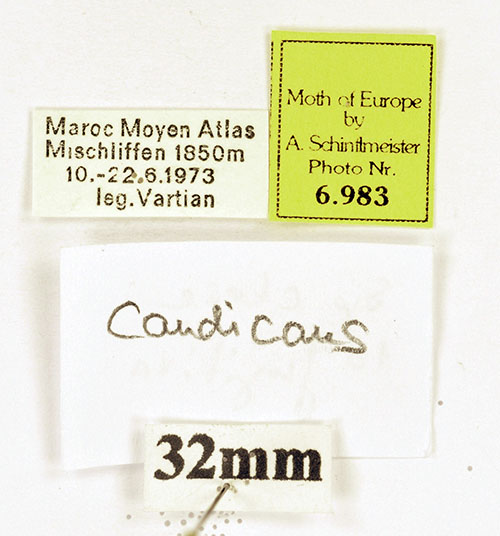 Maroc Moyen Atlas
Mischliffen 1850m
10.-22.6.1973
leg. Vartian
Moth of Europe
by
A. Schintlmeister
Photo Nr.
6.983
Candicans
32mm